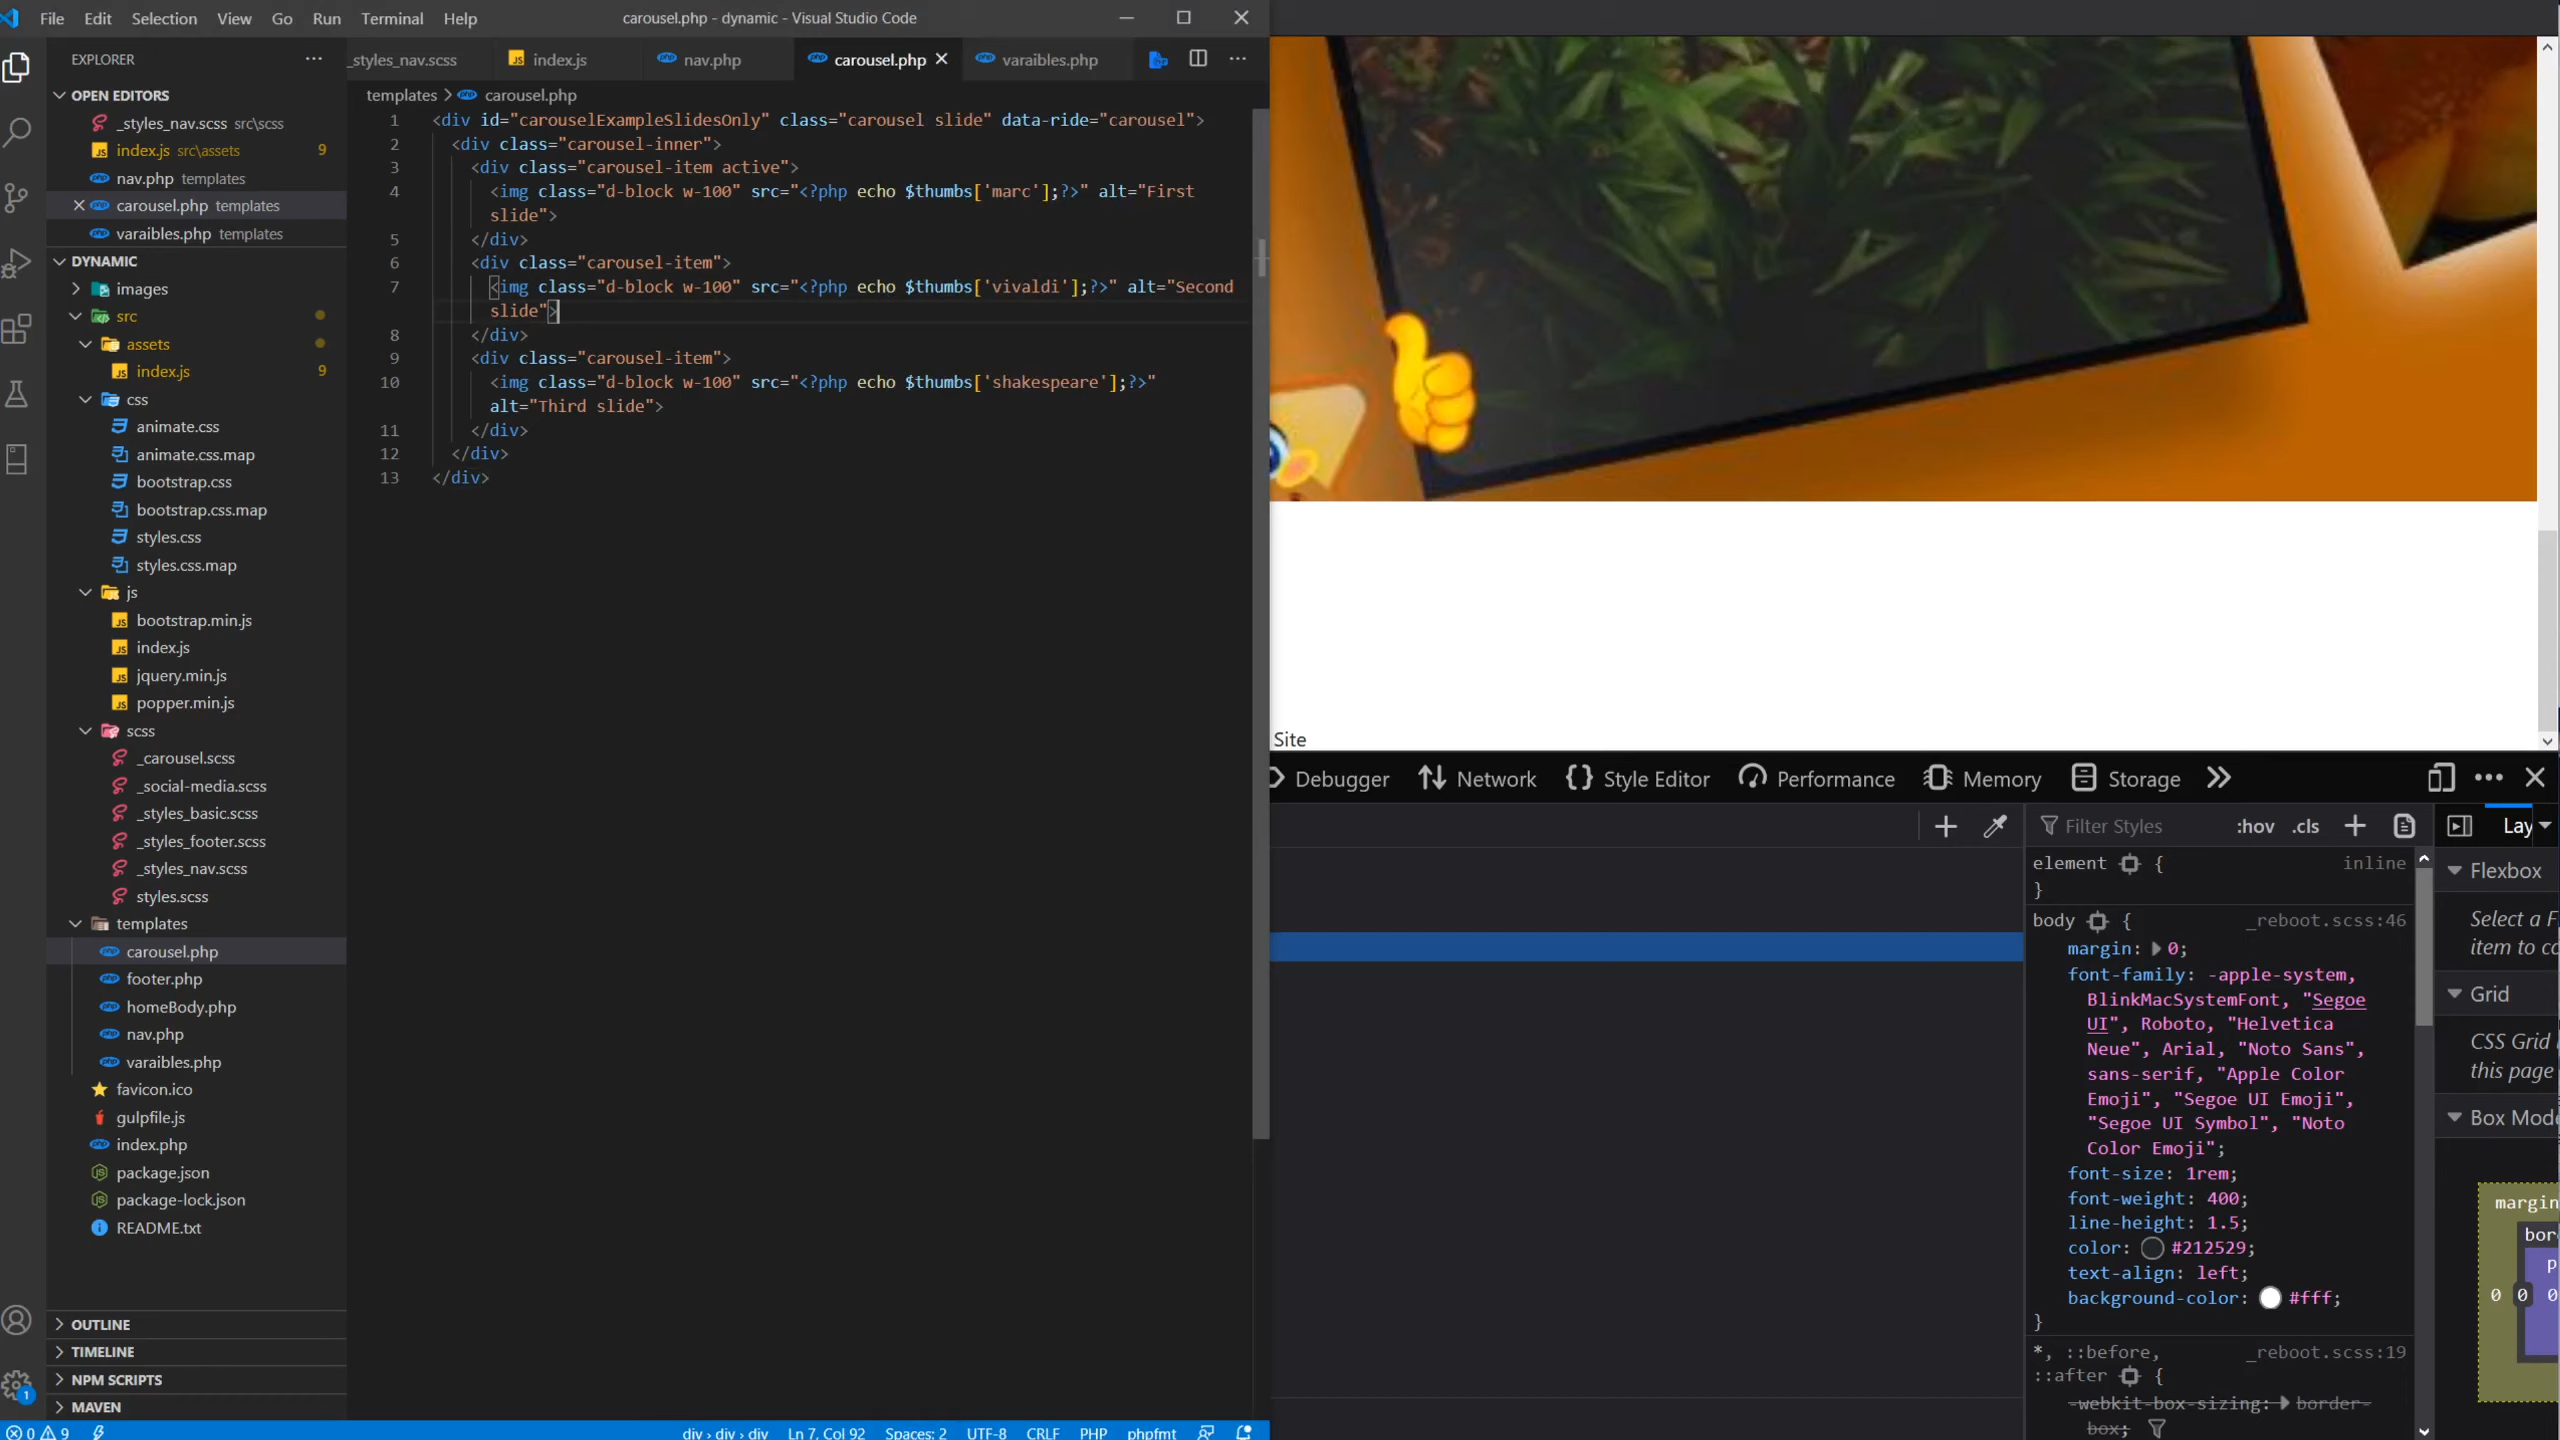 File Edit Selection View Go Run Terminal Help carousel.php - dynamic - Visual Studio Code
EXPLORER
OPEN EDITORS
_styles_nav.scss src\scss
index.js src\assets 9
nav.php templates
carousel.php templates
varaibles.php templates
DYNAMIC
images
src
assets
index.js 9
css
animate.css
animate.css.map
bootstrap.css
bootstrap.css.map
styles.css
styles.css.map
js
bootstrap.min.js
index.js
jquery.min.js
popper.min.js
scss
_carousel.scss
_social-media.scss
_styles_basic.scss
_styles_footer.scss
_styles_nav.scss
styles.scss
templates
carousel.php
footer.php
homeBody.php
nav.php
varaibles.php
favicon.ico
gulpfile.js
index.php
package.json
package-lock.json
README.txt
OUTLINE
TIMELINE
NPM SCRIPTS
MAVEN
1
_styles_nav.scss index.js nav.php carousel.php varaibles.php
templates > carousel.php
1 <div id="carouselExampleSlidesOnly" class="carousel slide" data-ride="carousel">
2 <div class="carousel-inner">
3 <div class="carousel-item active">
4 <img class="d-block w-100" src="<?php echo $thumbs['marc'];?>" alt="First
slide">
5 </div>
6 <div class="carousel-item">
7 <img class="d-block w-100" src="<?php echo $thumbs['vivaldi'];?>" alt="Second
slide">
8 </div>
9 <div class="carousel-item">
10 <img class="d-block w-100" src="<?php echo $thumbs['shakespeare'];?>"
alt="Third slide">
11 </div>
12 </div>
13 </div>
0 9 div › div › div Ln 7, Col 92 Spaces: 2 UTF-8 CRLF PHP phpfmt
Site
Debugger Network Style Editor Performance Memory Storage
Filter Styles :hov .cls + Lay
element { inline
}
body { _reboot.scss:46
margin: 0;
font-family: -apple-system,
BlinkMacSystemFont, "Segoe
UI", Roboto, "Helvetica
Neue", Arial, "Noto Sans",
sans-serif, "Apple Color
Emoji", "Segoe UI Emoji",
"Segoe UI Symbol", "Noto
Color Emoji";
font-size: 1rem;
font-weight: 400;
line-height: 1.5;
color: #212529;
text-align: left;
background-color: #fff;
}
*, ::before, _reboot.scss:19
::after {
-webkit-box-sizing: border-
box;
Flexbox
Select a F
item to co
Grid
CSS Grid
this page
Box Mode
margin
bor
p
0 0 0